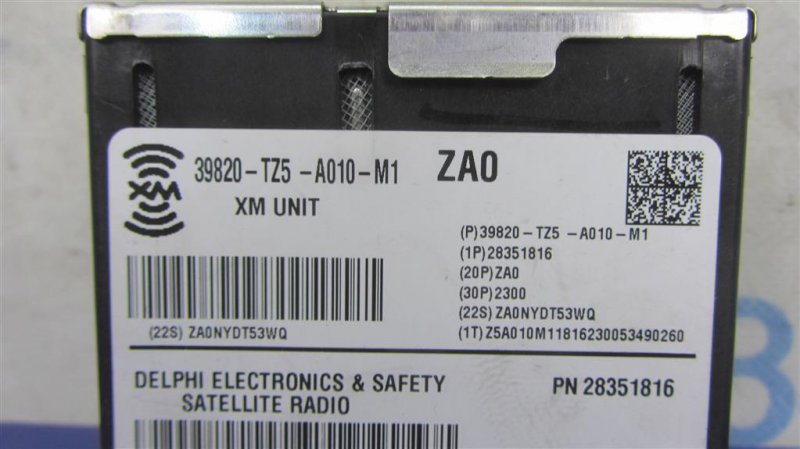 XM
39820-TZ5 -A010-M1 ZA0
XM UNIT
(P)39820-TZ5 -A010-M1
(1P)28351816
(20P)ZA0
(30P)2300
(22S)ZA0NYDT53WQ
(1T)Z5A010M11816230053490260
(22S) ZA0NYDT53WQ
DELPHI ELECTRONICS & SAFETY PN 28351816
SATELLITE RADIO